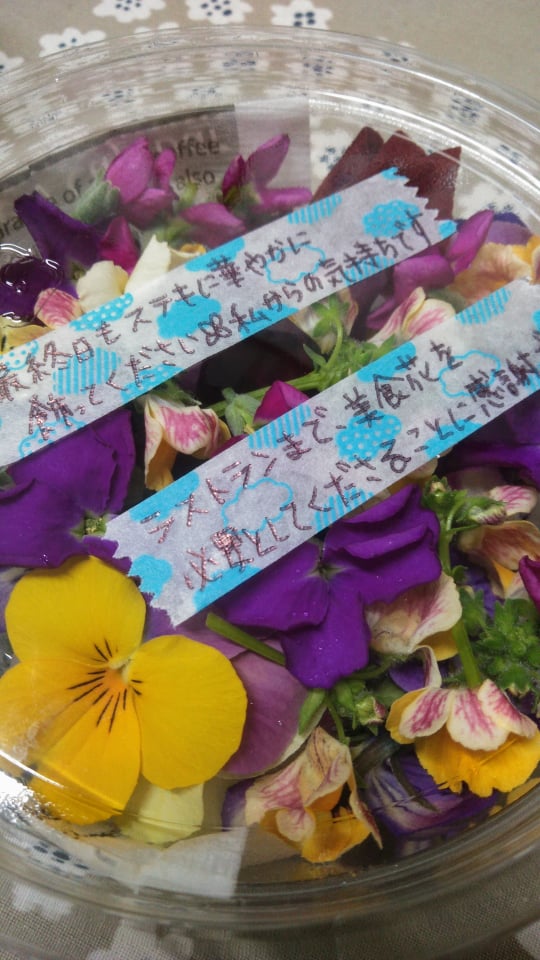 ffee
also
最終日もステキに華やかに
飾ってください♡私からの気持ちです
ラストランまで、美食花を
必要としてくださることに感謝